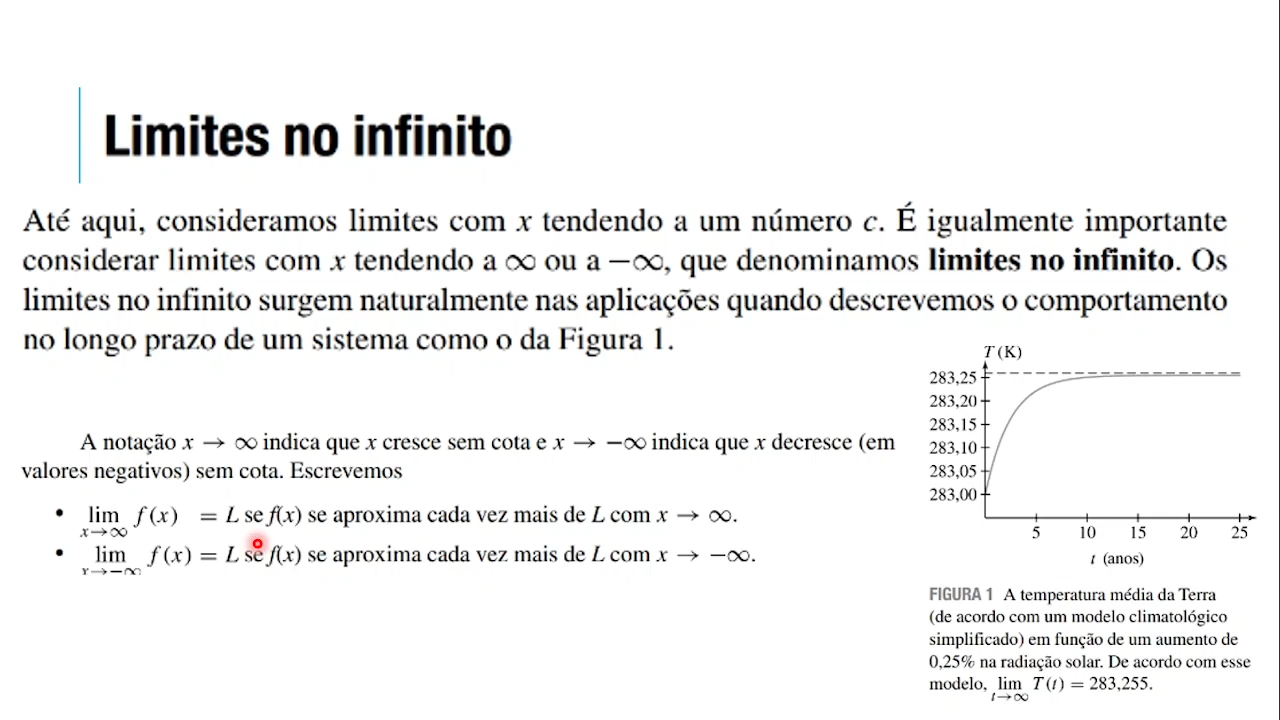 Limites no infinito
Até aqui, consideramos limites com x tendendo a um número c. É igualmente importante
considerar limites com x tendendo a ∞ ou a −∞, que denominamos limites no infinito. Os
limites no infinito surgem naturalmente nas aplicações quando descrevemos o comportamento
no longo prazo de um sistema como o da Figura 1.
A notação x → ∞ indica que x cresce sem cota e x → −∞ indica que x decresce (em
valores negativos) sem cota. Escrevemos
• lim f(x) = L se f(x) se aproxima cada vez mais de L com x → ∞.
x→∞
• lim f(x) = L se f(x) se aproxima cada vez mais de L com x → −∞.
x→−∞
T (K)
283,25
283,20
283,15
283,10
283,05
283,00
5 10 15 20 25
t (anos)
FIGURA 1 A temperatura média da Terra
(de acordo com um modelo climatológico
simplificado) em função de um aumento de
0,25% na radiação solar. De acordo com esse
modelo, lim T(t) = 283,255.
t→∞